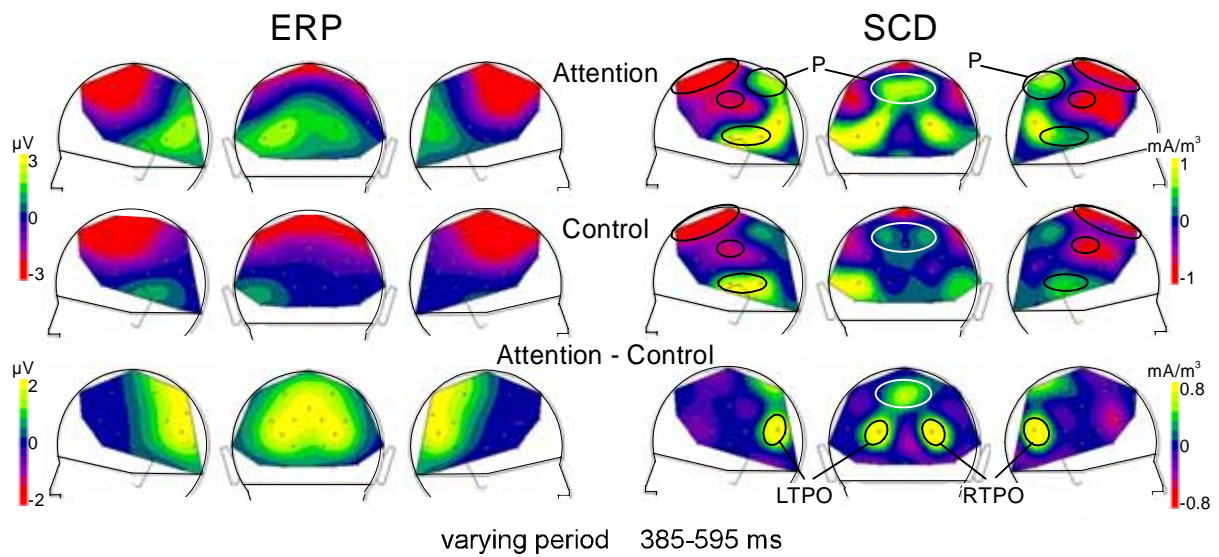 ERP
SCD
Attention
P
P
µV
3
0
-3
mA/m³
1
0
-1
Control
Attention - Control
µV
2
0
-2
mA/m³
0.8
0
-0.8
LTPO
RTPO
varying period 385-595 ms